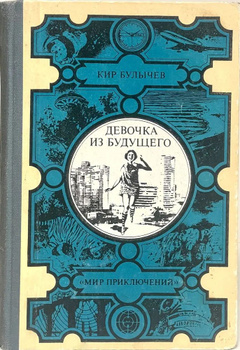 КИР БУЛЫЧЕВ
ДЕВОЧКА
ИЗ БУДУЩЕГО
«МИР ПРИКЛЮЧЕНИЙ»